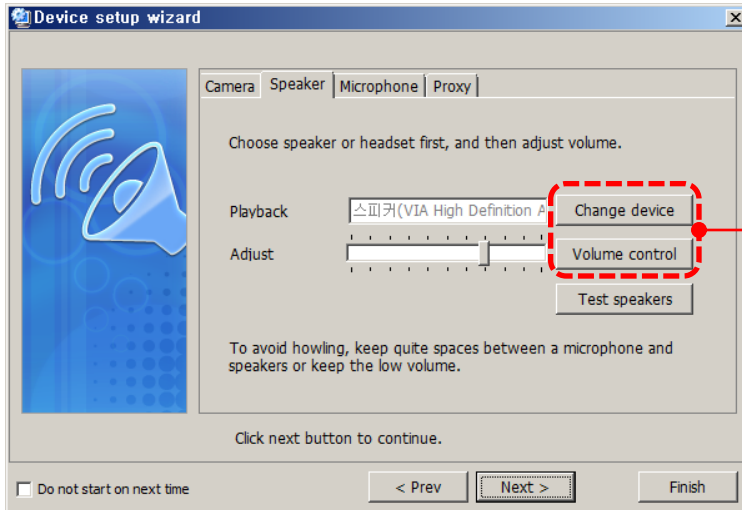 Device setup wizard
Camera Speaker Microphone Proxy
Choose speaker or headset first, and then adjust volume.
Playback 스피커(VIA High Definition A Change device
Adjust Volume control
Test speakers
To avoid howling, keep quite spaces between a microphone and
speakers or keep the low volume.
Click next button to continue.
Do not start on next time < Prev Next > Finish